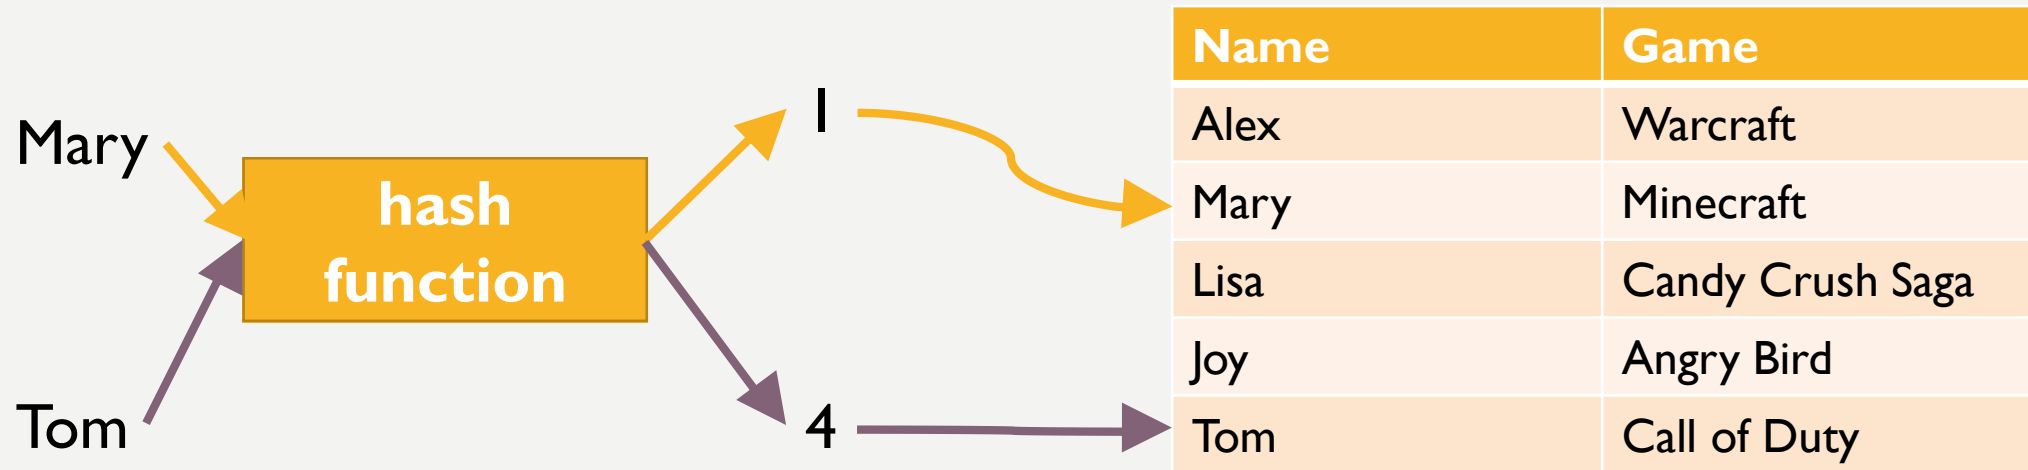 Mary
Tom
hash
function
1
4
Name Game
Alex Warcraft
Mary Minecraft
Lisa Candy Crush Saga
Joy Angry Bird
Tom Call of Duty